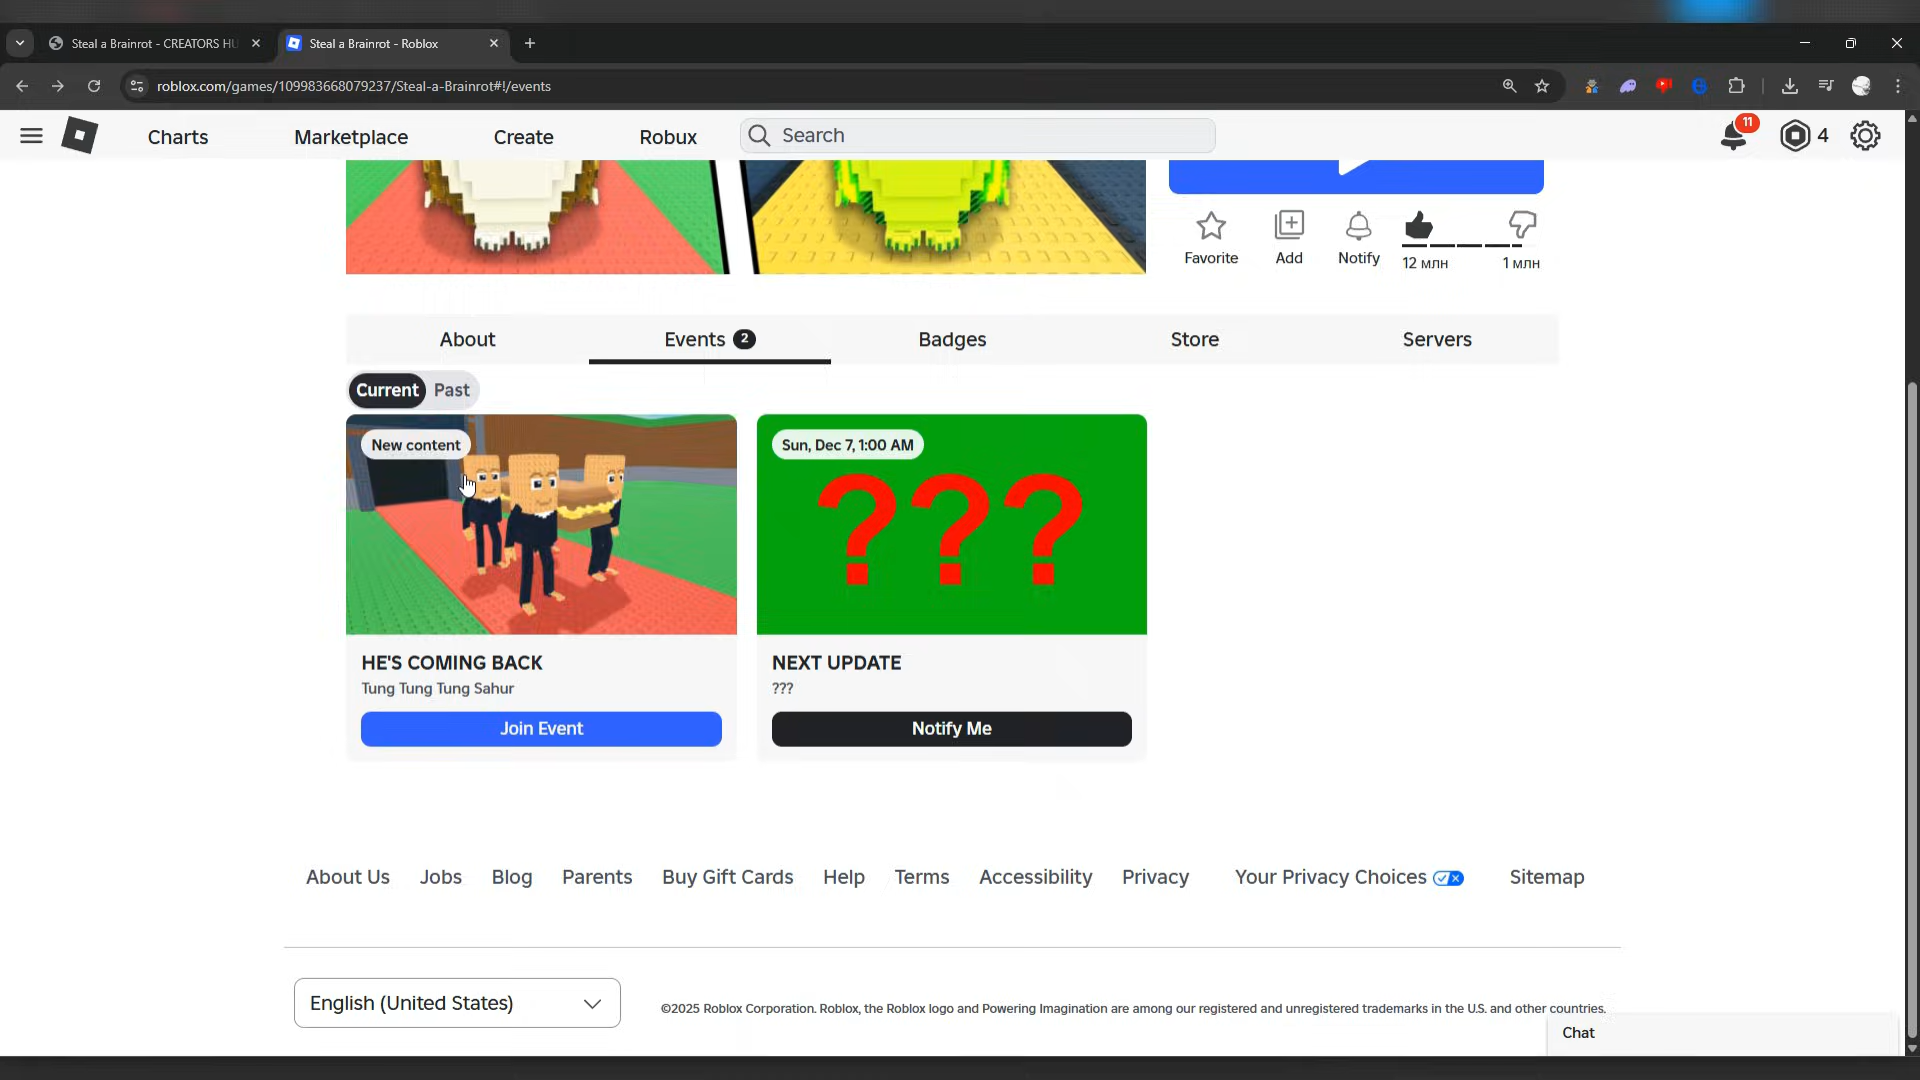 Steal a Brainrot - CREATORS HU
Steal a Brainrot - Roblox
roblox.com/games/109983668079237/Steal-a-Brainrot#!/events
Charts
Marketplace
Create
Robux
Search
11
4
Favorite
Add
Notify
12 млн
1 млн
About
Events 2
Badges
Store
Servers
Current
Past
New content
Sun, Dec 7, 1:00 AM
???
HE'S COMING BACK
Tung Tung Tung Sahur
Join Event
NEXT UPDATE
???
Notify Me
About Us
Jobs
Blog
Parents
Buy Gift Cards
Help
Terms
Accessibility
Privacy
Your Privacy Choices
Sitemap
English (United States)
©2025 Roblox Corporation. Roblox, the Roblox logo and Powering Imagination are among our registered and unregistered trademarks in the U.S. and other countries.
Chat